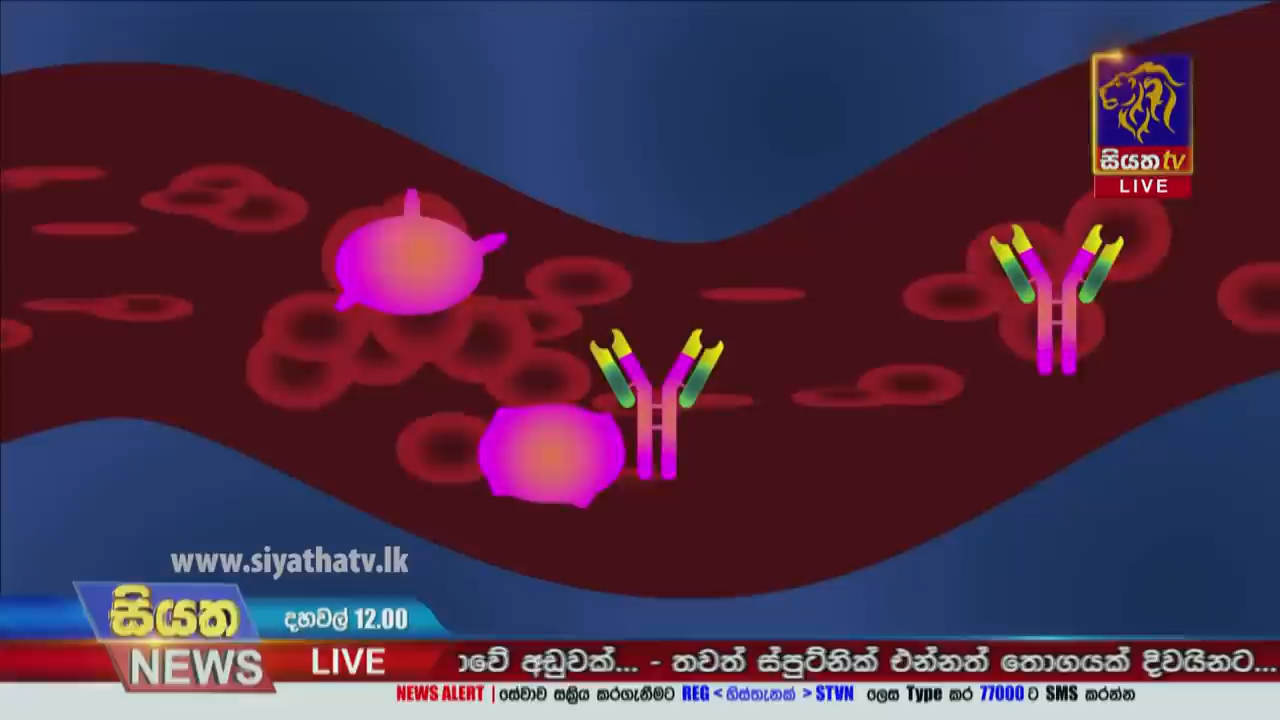 සියත tv
LIVE
www.siyathatv.lk
සියත
දහවල් 12.00
NEWS
LIVE
ාවේ අඩුවක්... - තවත් ස්පුට්නික් එන්නත් තොගයක් දිවයිනට...
NEWS ALERT | සේවාව සක්‍රිය කරගැනීමට REG < හිස්තැනක් > STVN ලෙස Type කර 77000 ට SMS කරන්න